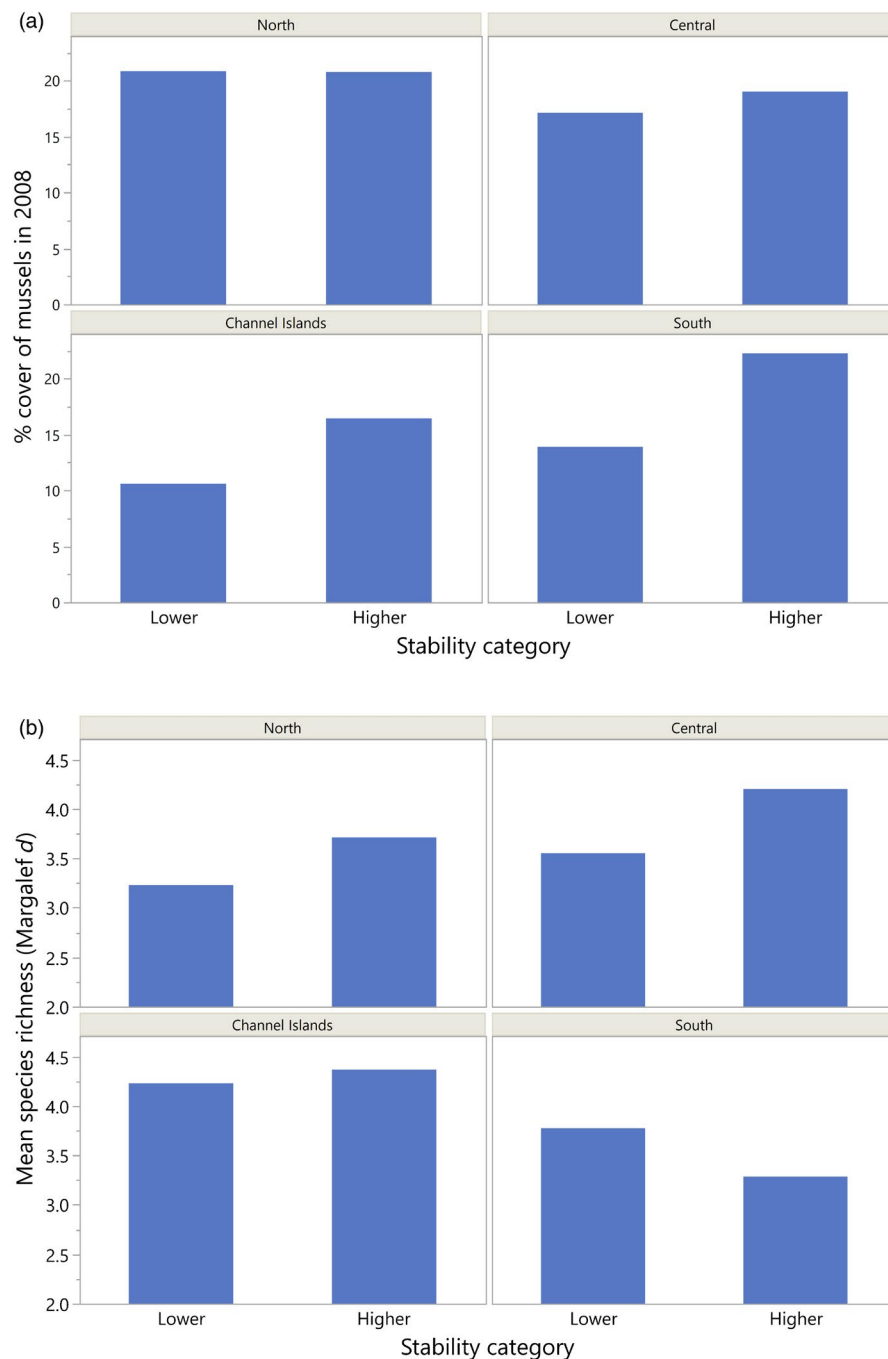 (a)
North
Central
% cover of mussels in 2008
20
15
10
5
0
Channel Islands
South
20
15
10
5
0
Lower
Higher
Lower
Higher
Stability category
(b)
North
Central
Mean species richness (Margalef d)
4.5
4.0
3.5
3.0
2.5
2.0
Channel Islands
South
4.5
4.0
3.5
3.0
2.5
2.0
Lower
Higher
Lower
Higher
Stability category